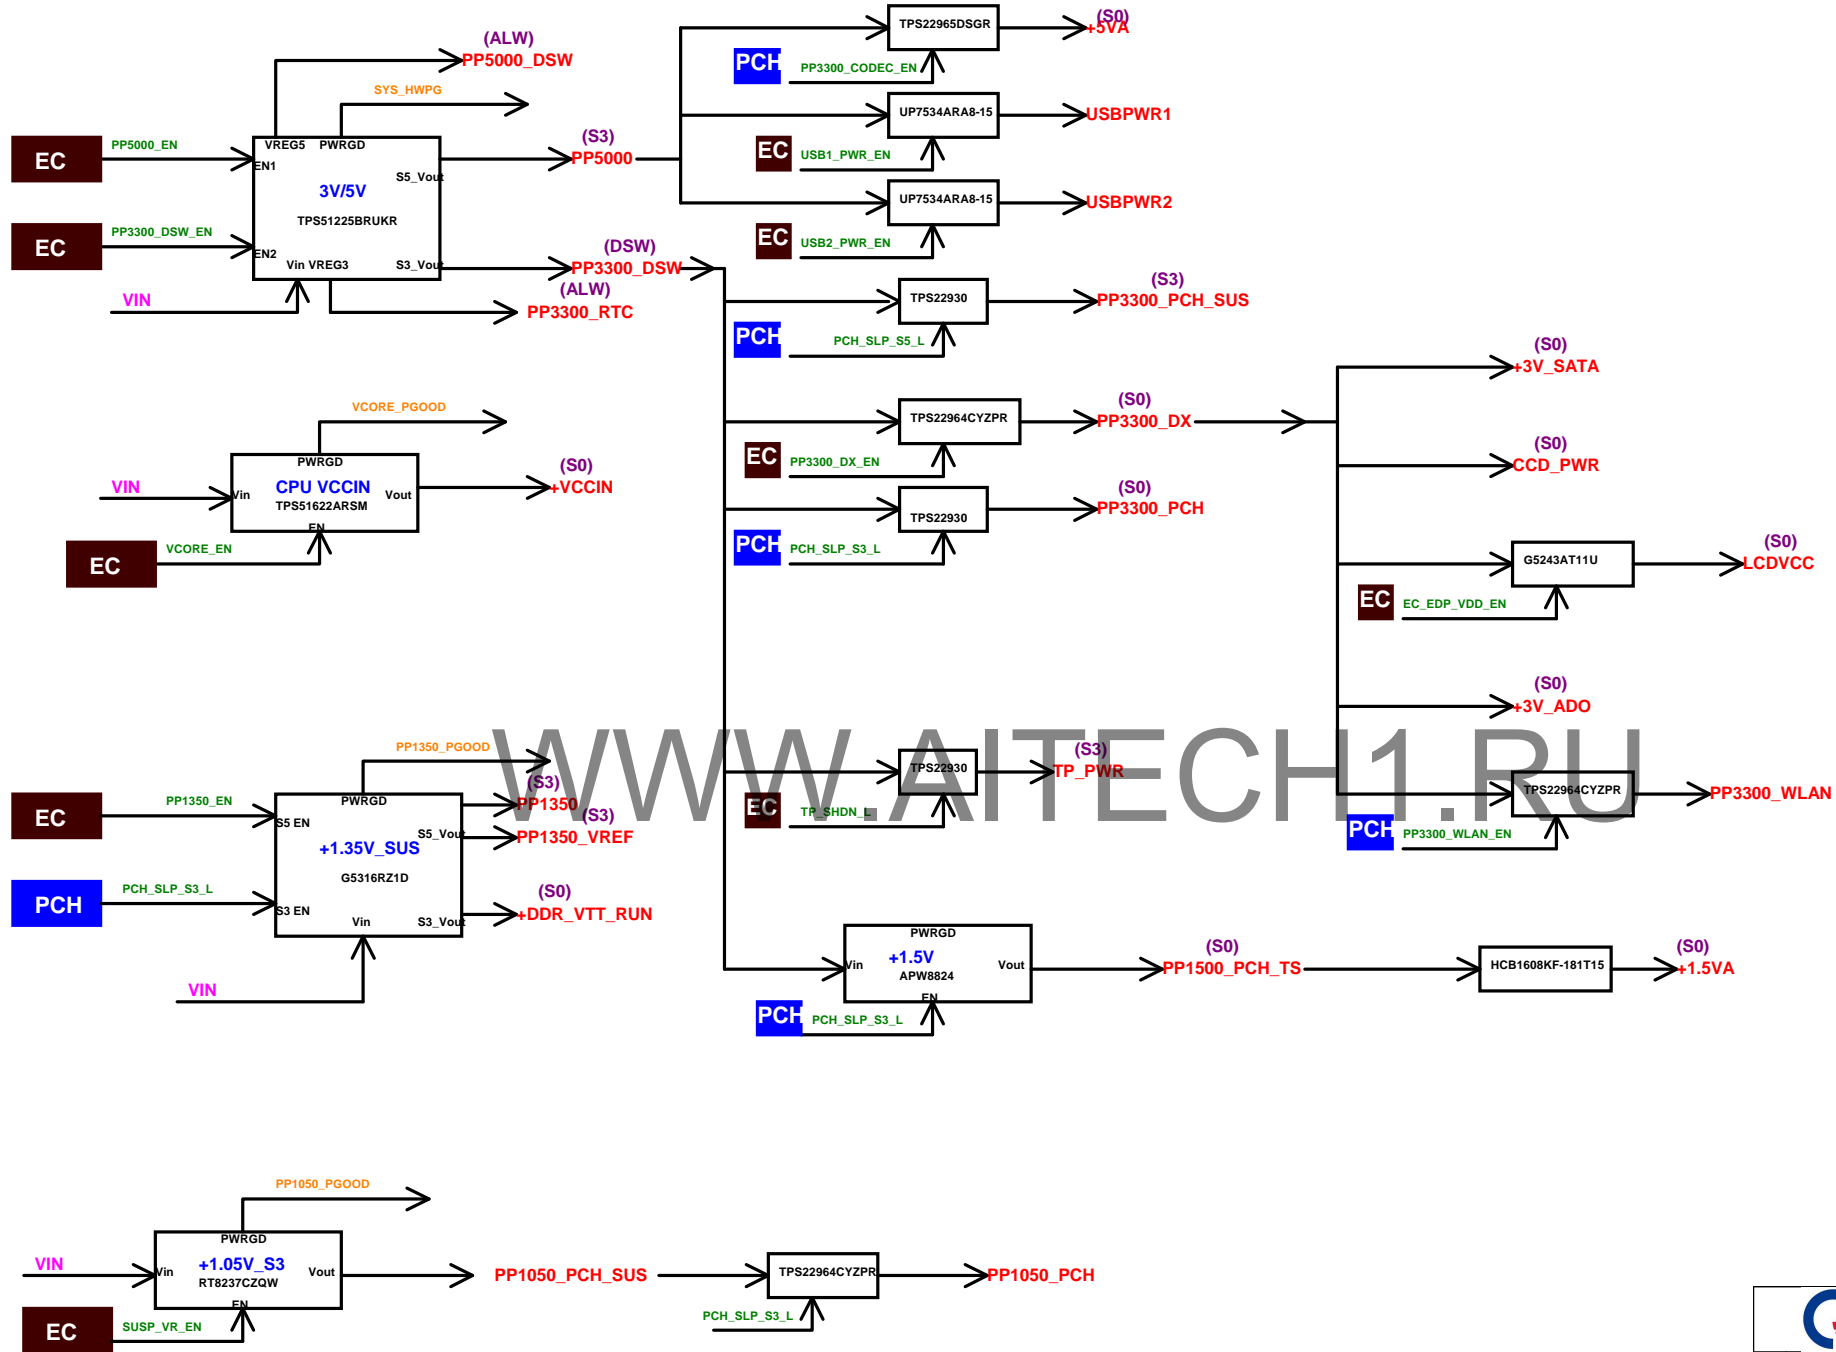 (ALW)
PP5000_DSW
SYS_HWPG
EC
PP5000_EN
VREG5 PWRGD
EN1
S5_Vout
3V/5V
TPS51225BRUKR
EC
PP3300_DSW_EN
EN2
Vin VREG3
S3_Vout
VIN
(S3)
PP5000
(DSW)
PP3300_DSW
(ALW)
PP3300_RTC
TPS22965DSGR
(S0)
+5VA
PCH
PP3300_CODEC_EN
UP7534ARA8-15
USBPWR1
EC
USB1_PWR_EN
UP7534ARA8-15
USBPWR2
EC
USB2_PWR_EN
TPS22930
(S3)
PP3300_PCH_SUS
PCH
PCH_SLP_S5_L
TPS22964CYZPR
(S0)
PP3300_DX
EC
PP3300_DX_EN
TPS22930
(S0)
PP3300_PCH
PCH
PCH_SLP_S3_L
(S0)
+3V_SATA
(S0)
CCD_PWR
G5243AT11U
(S0)
LCDVCC
EC
EC_EDP_VDD_EN
(S0)
+3V_ADO
TPS22964CYZPR
PP3300_WLAN
PCH
PP3300_WLAN_EN
VCORE_PGOOD
PWRGD
VIN
Vin
CPU VCCIN
Vout
TPS51622ARSM
EN
(S0)
+VCCIN
EC
VCORE_EN
WWW.AITECH1.RU
PP1350_PGOOD
PWRGD
EC
PP1350_EN
S5 EN
S5_Vout
+1.35V_SUS
G5316RZ1D
PCH
PCH_SLP_S3_L
S3 EN
Vin
S3_Vout
VIN
(S3)
PP1350
(S3)
PP1350_VREF
(S0)
+DDR_VTT_RUN
TPS22930
(S3)
TP_PWR
EC
TP_SHDN_L
PWRGD
Vin
+1.5V
Vout
APW8824
EN
PCH
PCH_SLP_S3_L
(S0)
PP1500_PCH_TS
HCB1608KF-181T15
(S0)
+1.5VA
PP1050_PGOOD
PWRGD
VIN
Vin
+1.05V_S3
Vout
RT8237CZQW
EN
EC
SUSP_VR_EN
PP1050_PCH_SUS
TPS22964CYZPR
PP1050_PCH
PCH_SLP_S3_L